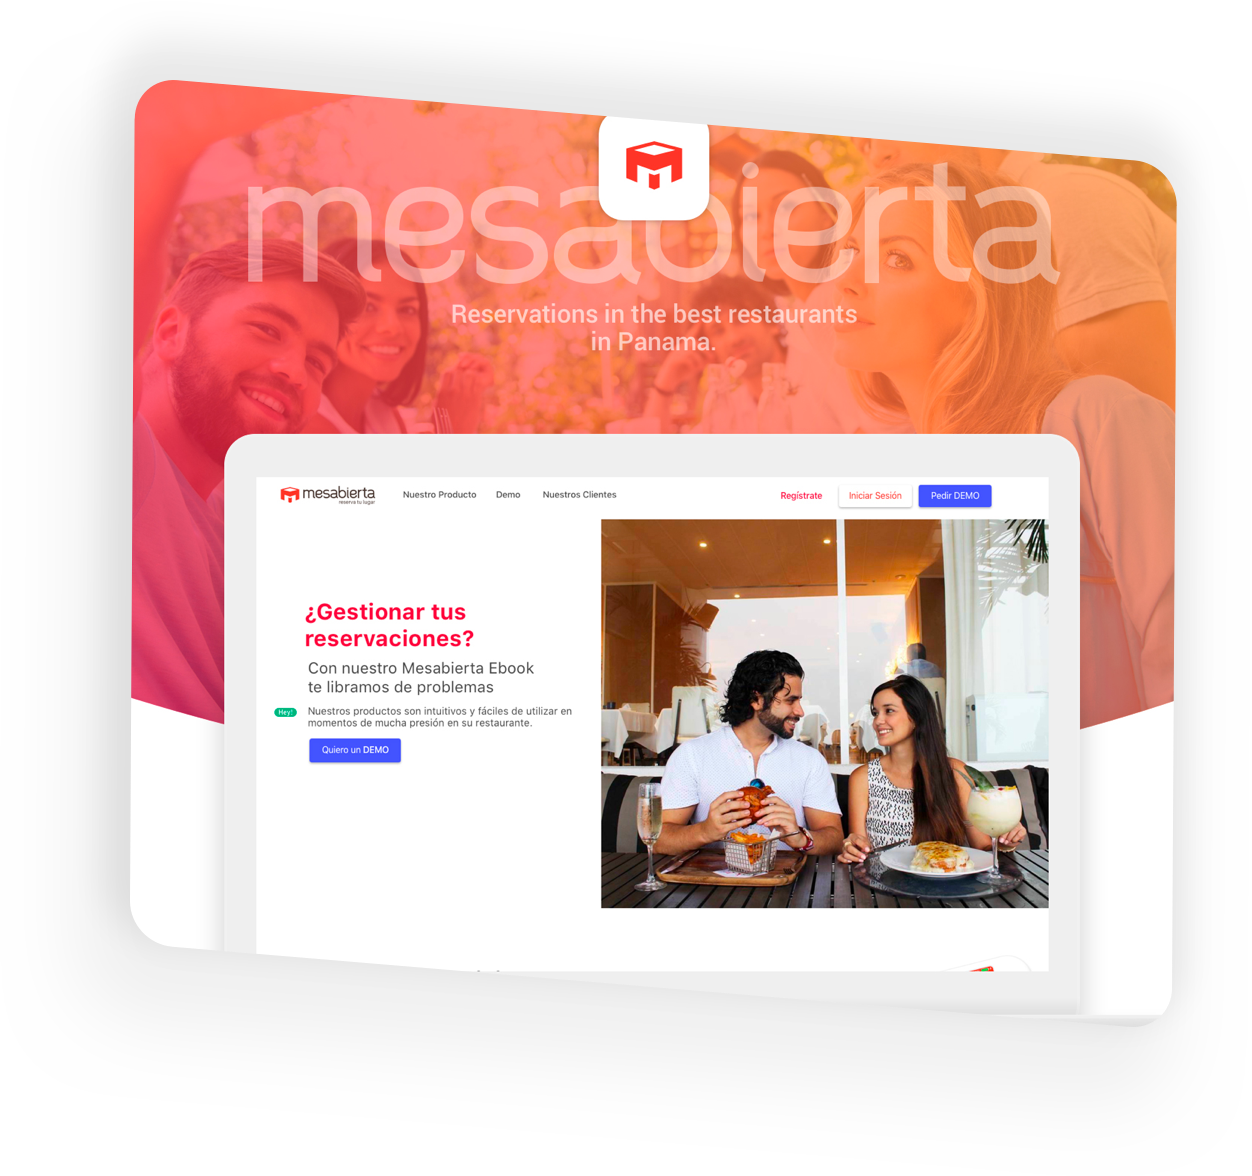 mesabierta
Reservations in the best restaurants
in Panama.
mesabierta
reserva tu lugar
Nuestro Producto
Demo
Nuestros Clientes
Regístrate
Iniciar Sesión
Pedir DEMO
¿Gestionar tus
reservaciones?
Con nuestro Mesabierta Ebook
te libramos de problemas
Hey!
Nuestros productos son intuitivos y fáciles de utilizar en
momentos de mucha presión en su restaurante.
Quiero un DEMO